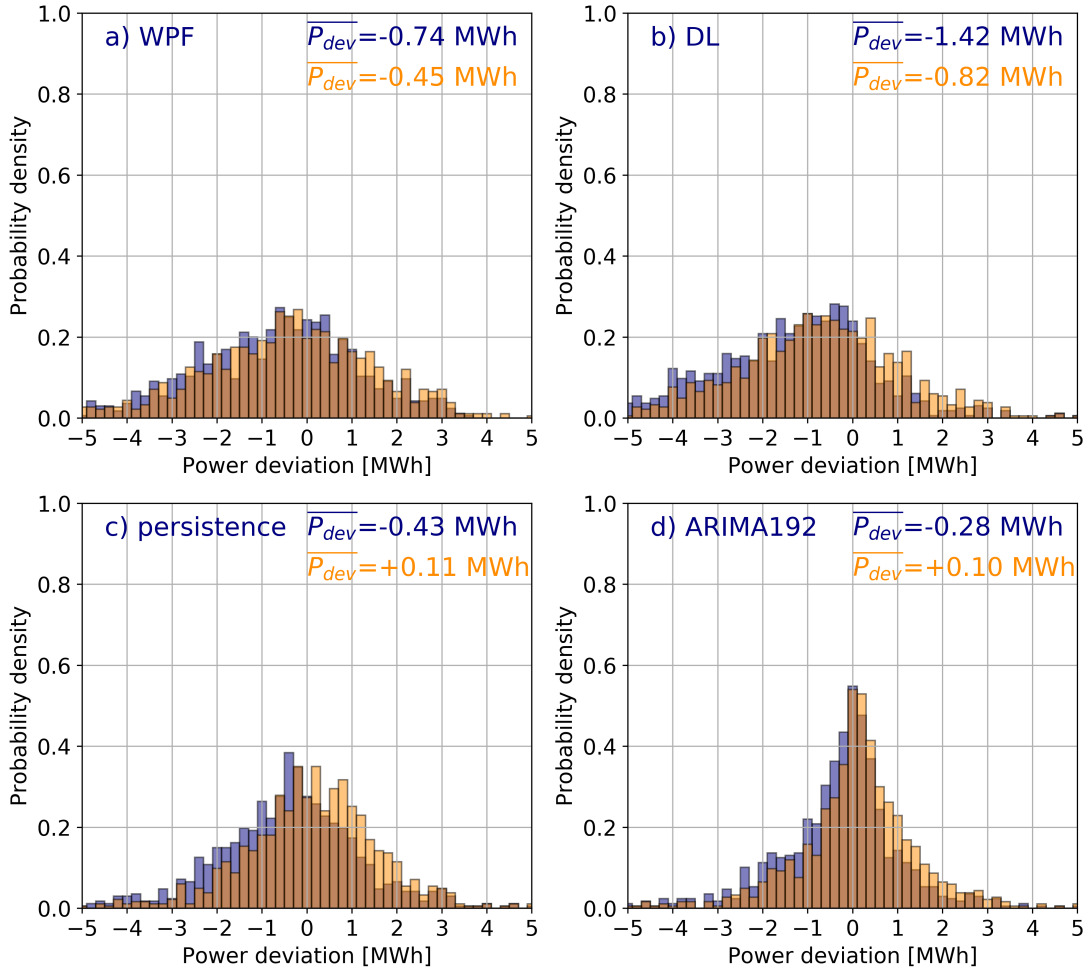 a) WPF
P_dev=-0.74 MWh
P_dev=-0.45 MWh
1.0
0.8
0.6
0.4
0.2
0.0
Probability density
−5 −4 −3 −2 −1 0 1 2 3 4 5
Power deviation [MWh]
b) DL
P_dev=-1.42 MWh
P_dev=-0.82 MWh
1.0
0.8
0.6
0.4
0.2
0.0
Probability density
−5 −4 −3 −2 −1 0 1 2 3 4 5
Power deviation [MWh]
c) persistence
P_dev=-0.43 MWh
P_dev=+0.11 MWh
1.0
0.8
0.6
0.4
0.2
0.0
Probability density
−5 −4 −3 −2 −1 0 1 2 3 4 5
Power deviation [MWh]
d) ARIMA192
P_dev=-0.28 MWh
P_dev=+0.10 MWh
1.0
0.8
0.6
0.4
0.2
0.0
Probability density
−5 −4 −3 −2 −1 0 1 2 3 4 5
Power deviation [MWh]